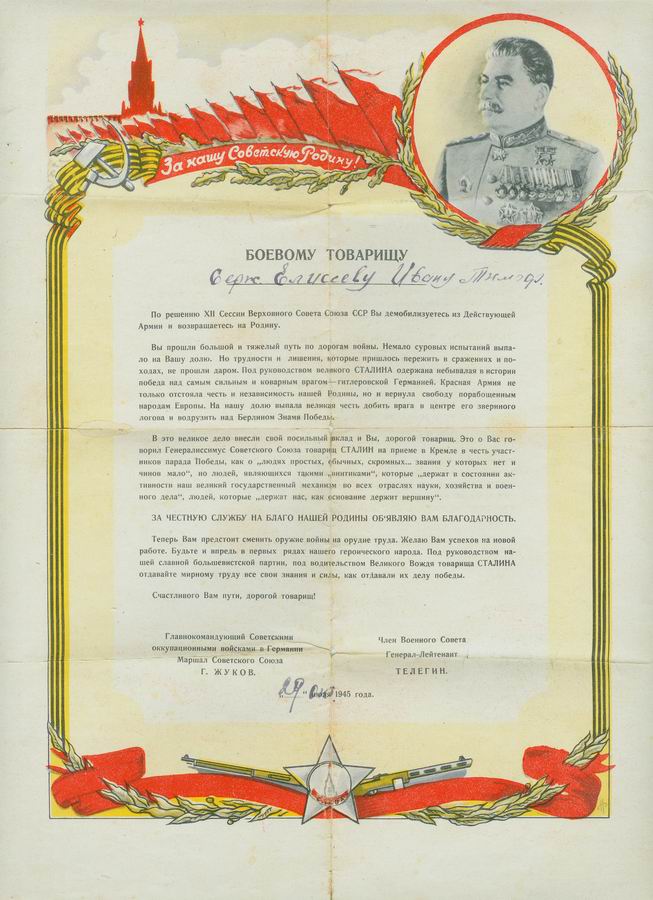 За нашу Советскую Родину!
БОЕВОМУ ТОВАРИЩУ
Серж. Елисееву Ивану
По решению XII Сессии Верховного Совета Союза ССР Вы демобилизуетесь из Действующей
Армии и возвращаетесь на Родину.
Вы прошли большой и тяжелый путь по дорогам войны. Немало суровых испытаний выпа-
ло на Вашу долю. Но трудности и лишения, которые пришлось пережить в сражениях и по-
ходах, не прошли даром. Под руководством великого СТАЛИНА одержана небывалая в истории
победа над самым сильным и коварным врагом—гитлеровской Германией. Красная Армия не
только отстояла честь и независимость нашей Родины, но и вернула свободу порабощенным
народам Европы. На нашу долю выпала великая честь добить врага в центре его звериного
логова и водрузить над Берлином Знамя Победы.
В это великое дело внесли свой посильный вклад и Вы, дорогой товарищ. Это о Вас го-
ворил Генералиссимус Советского Союза товарищ СТАЛИН на приеме в Кремле в честь участ-
ников парада Победы, как о „людях простых, обычных, скромных... звания у которых нет и
чинов мало", но людей, являющихся такими „винтиками", которые „держат в состоянии ак-
тивности наш великий государственный механизм во всех отраслях науки, хозяйства и воен-
ного дела", людей, которые „держат нас, как основание держит вершину".
ЗА ЧЕСТНУЮ СЛУЖБУ НА БЛАГО НАШЕЙ РОДИНЫ ОБ'ЯВЛЯЮ ВАМ БЛАГОДАРНОСТЬ.
Теперь Вам предстоит сменить оружие войны на орудие труда. Желаю Вам успехов на новой
работе. Будьте и впредь в первых рядах нашего героического народа. Под руководством на-
шей славной большевистской партии, под водительством Великого Вождя товарища СТАЛИНА
отдавайте мирному труду все свои знания и силы, как отдавали их делу победы.
Счастливого Вам пути, дорогой товарищ!
Главнокомандующий Советскими
оккупационными войсками в Германии
Маршал Советского Союза
Г. ЖУКОВ.
Член Военного Совета
Генерал-Лейтенант
ТЕЛЕГИН.
„29" 1945 года.